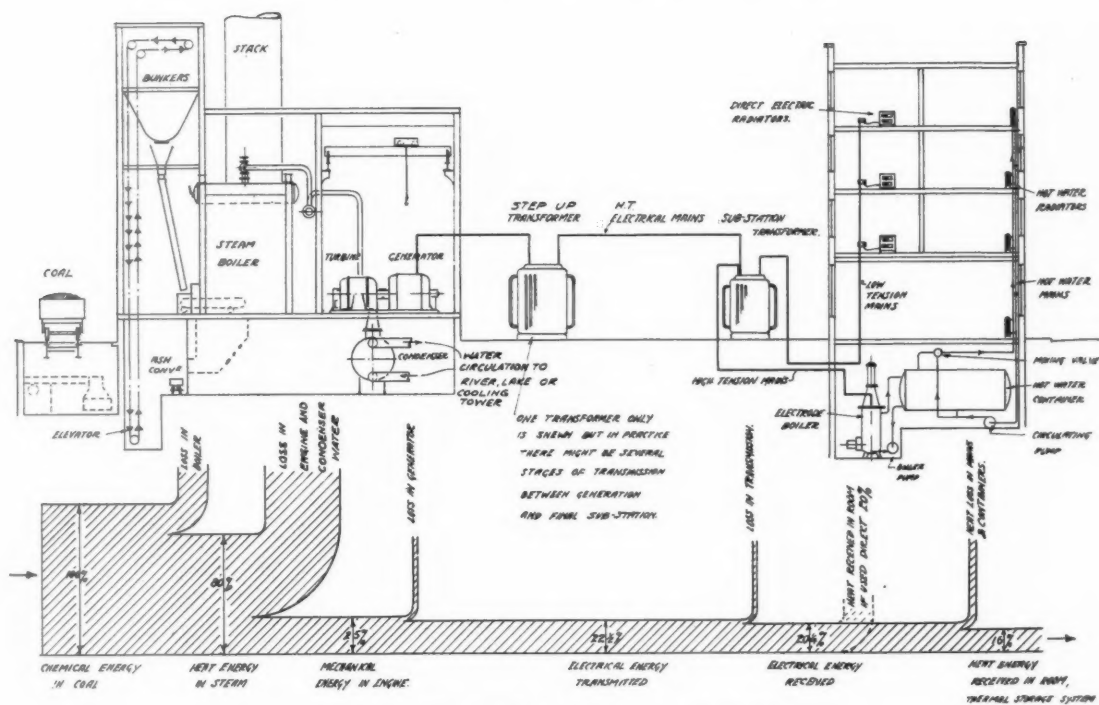 STACK
BUNKERS
DIRECT ELECTRIC
RADIATORS.
HOT WATER
RADIATORS
STEP UP
TRANSFORMER
H.T.
ELECTRICAL MAINS
SUB-STATION
TRANSFORMER.
STEAM
BOILER
TURBINE
GENERATOR
COAL
LOW
TENSION
MAINS
HOT WATER
MAINS
ASH
CONVR
CONDENSER
WATER
CIRCULATION TO
RIVER, LAKE OR
COOLING
TOWER
HIGH TENSION MAINS
MIXING VALVE
HOT WATER
CONTAINER
ELECTRODE
BOILER
ELEVATOR
ONE TRANSFORMER ONLY
IS SHEWN BUT IN PRACTICE
THERE MIGHT BE SEVERAL
STAGES OF TRANSMISSION
BETWEEN GENERATION
AND FINAL SUB-STATION.
CIRCULATING
PUMP
BOILER
PUMP
LOSS IN
BOILER
LOSS IN
ENGINE AND
CONDENSER
WATER
LOSS IN GENERATOR
LOSS IN TRANSMISSION.
HEAT RECEIVED IN ROOM
IF USED DIRECT 20%
HEAT LOSS IN MAINS
& CONTAINERS.
100%
80%
25%
22½%
16%
CHEMICAL ENERGY
IN COAL
HEAT ENERGY
IN STEAM
MECHANICAL
ENERGY IN ENGINE.
ELECTRICAL ENERGY
TRANSMITTED
ELECTRICAL ENERGY
RECEIVED
HEAT ENERGY
RECEIVED IN ROOM,
THERMAL STORAGE SYSTEM